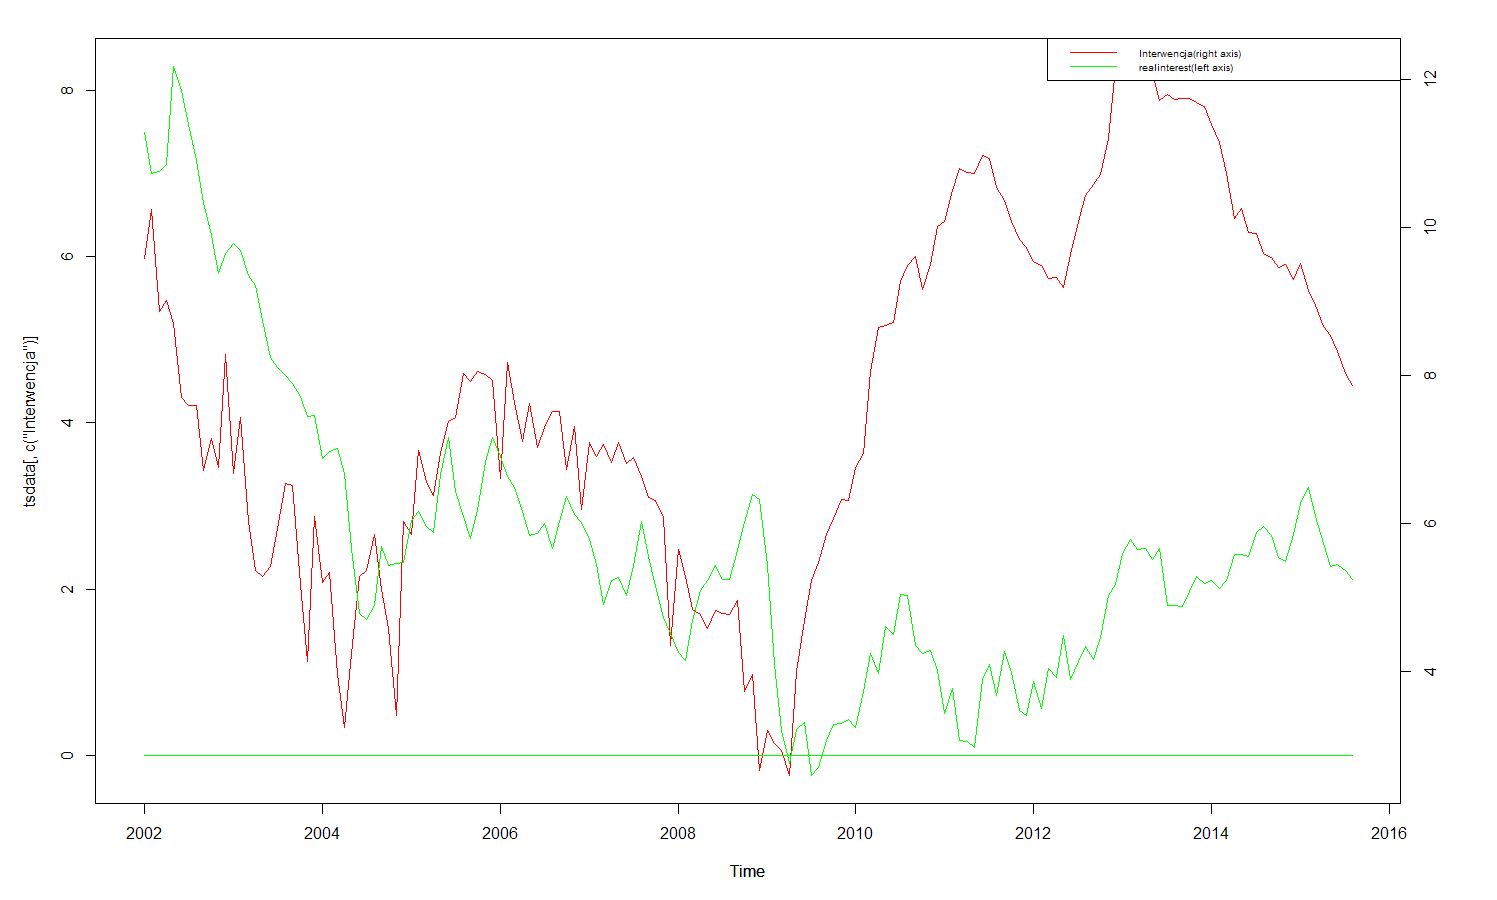 Interwencja(right axis)
realinterest(left axis)
tsdata[, c("Interwencja")]
8
6
4
2
0
12
10
8
6
4
2002 2004 2006 2008 2010 2012 2014 2016
Time